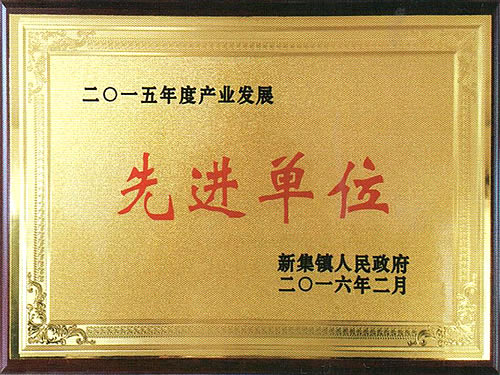 二〇一五年度产业发展
先进单位
新集镇人民政府
二〇一六年二月